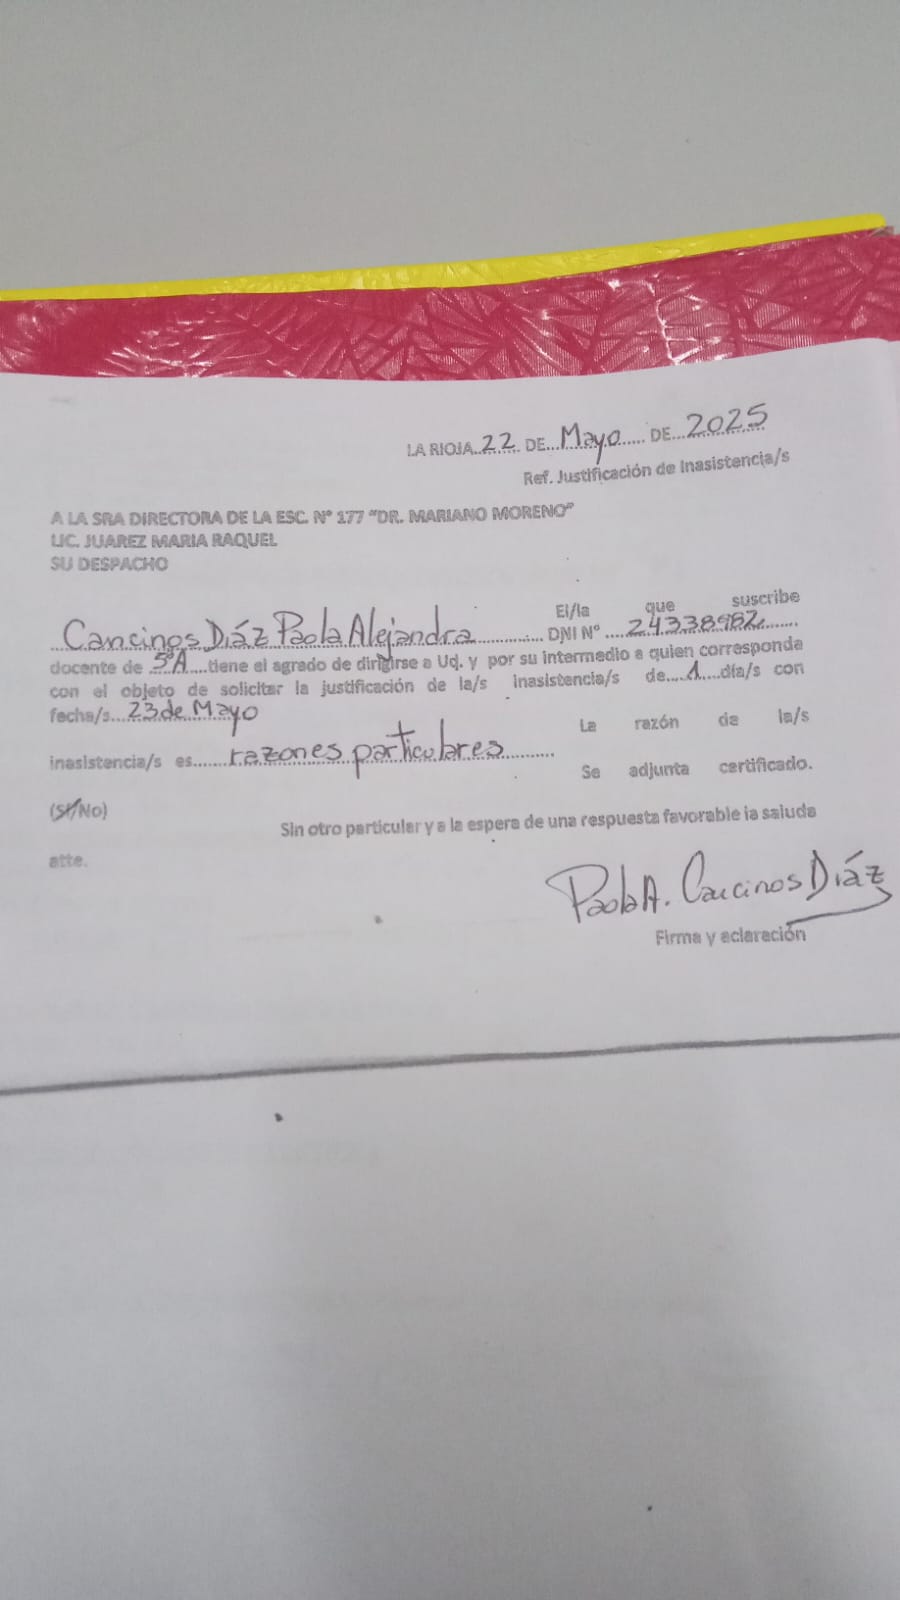 LA RIOJA..22.. DE...Mayo..... DE...2025
Ref. Justificación de Inasistencia/s
A LA SRA DIRECTORA DE LA ESC. N° 177 "DR. MARIANO MORENO"
LIC. JUAREZ MARIA RAQUEL
SU DESPACHO
El/la que suscribe
Cancinos Díáz Paola Alejandra............. DNI N° ....24338982........
docente de 5°A....tiene el agrado de dirigirse a Ud. y por su intermedio a quien corresponda
con el objeto de solicitar la justificación de la/s inasistencia/s de....1....día/s con
fecha/s...23 de Mayo
La razón de la/s
inasistencia/s es......razones particulares...........
Se adjunta certificado.
(SI/No)
Sin otro particular y a la espera de una respuesta favorable la saluda
atte.
Paola A. Cancinos Díáz
Firma y aclaración